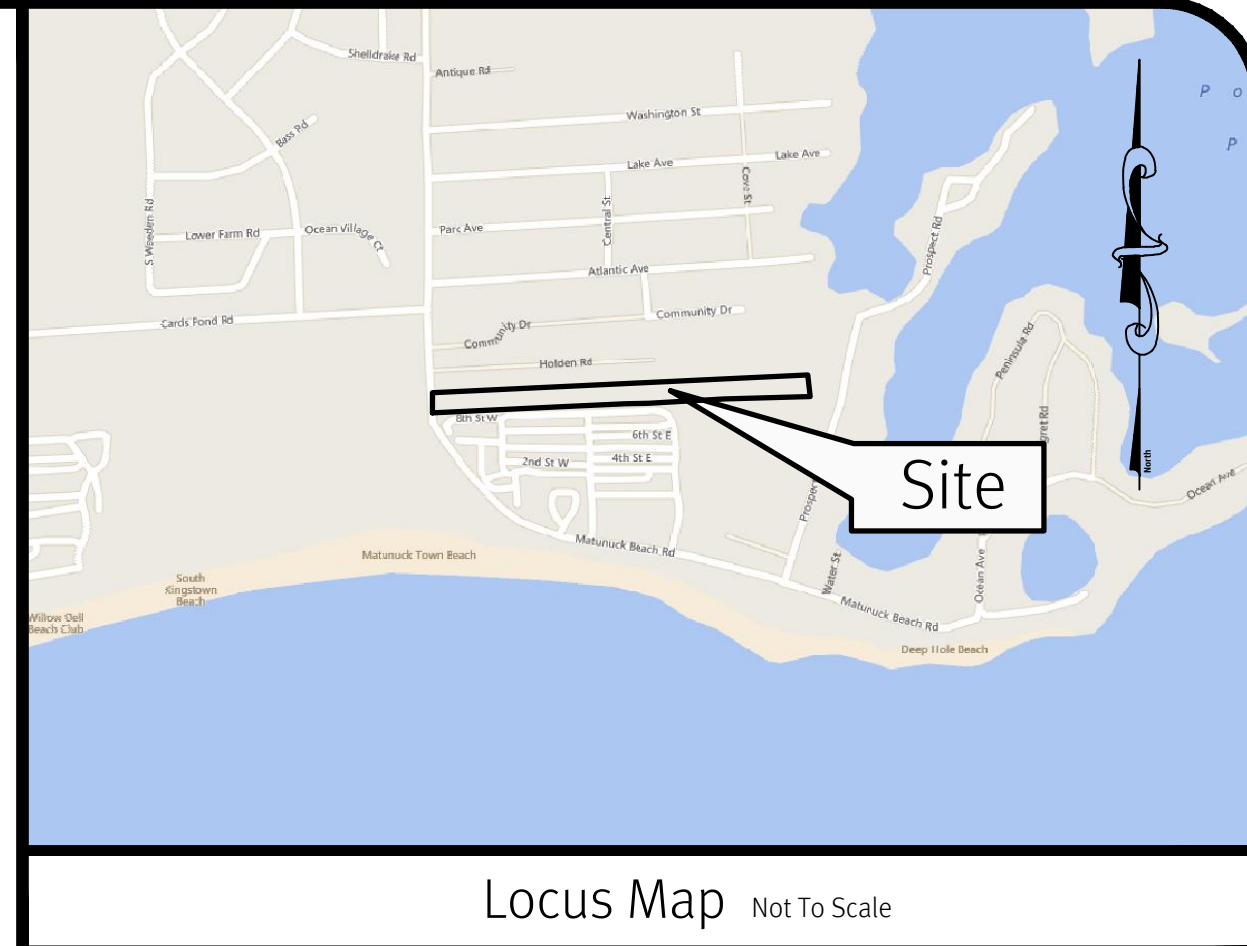 Shelldrake Rd
Antique Rd
P o
Washington St
Bass Rd
P
Lake Ave
Lake Ave
Cove St
S Weeden Rd
Central St
Lower Farm Rd
Ocean Village Ct
Parc Ave
Prospect Rd
Atlantic Ave
Cards Pond Rd
Community Dr
Community Dr
Peninsula Rd
Holden Rd
8th St W
6th St E
gret Rd
2nd St W
4th St E
Site
North
Ocean Ave
Prospe
Matunuck Beach Rd
Matunuck Town Beach
South
Kingstown
Beach
Water St
Ocean Ave
Matunuck Beach Rd
Willow Dell
Beach Club
Deep Hole Beach
Locus Map Not To Scale